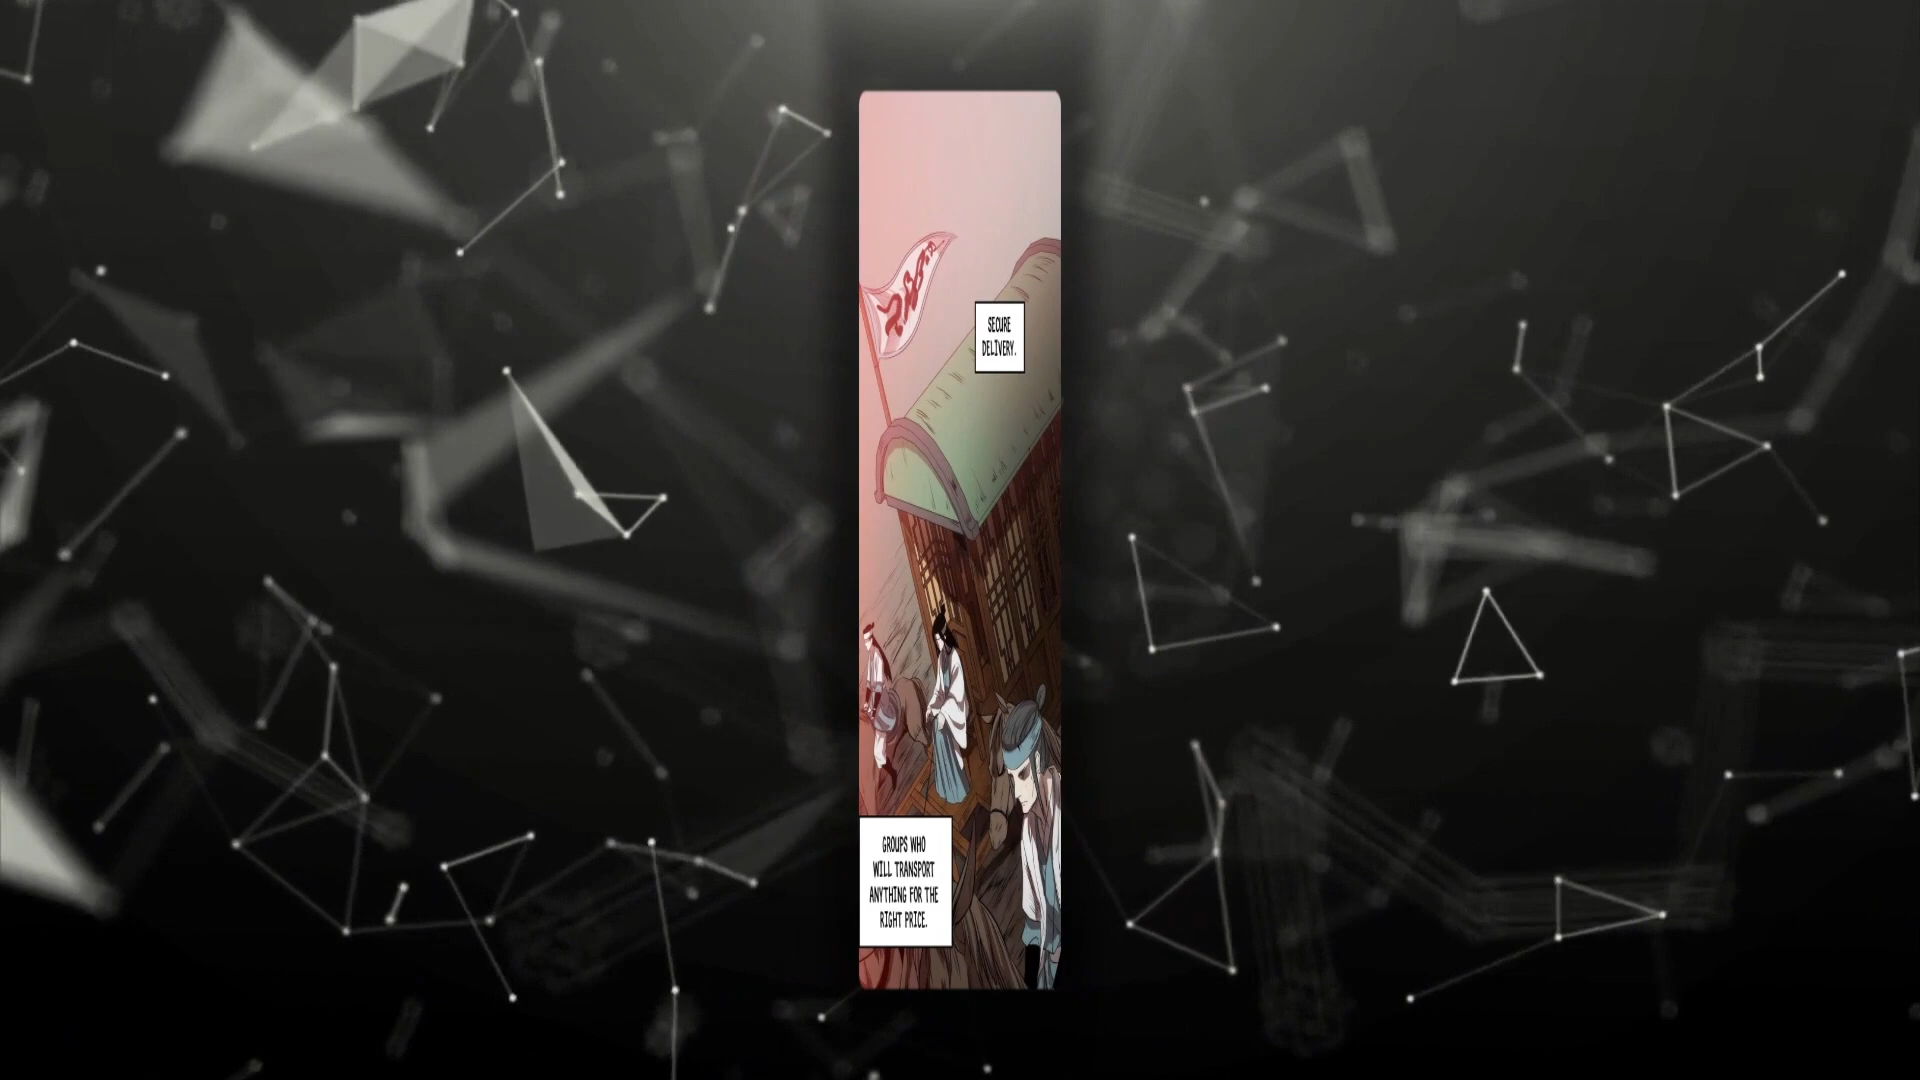 SECURE
DELIVERY.
GROUPS WHO
WILL TRANSPORT
ANYTHING FOR THE
RIGHT PRICE.